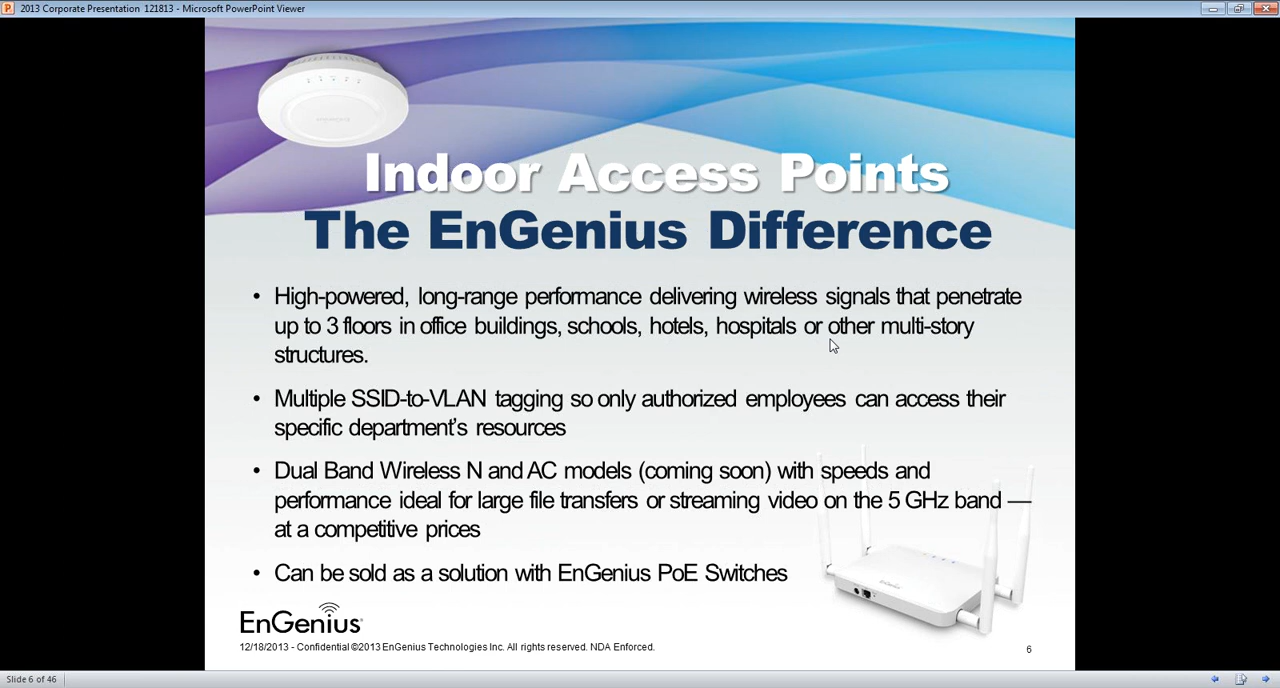 2013 Corporate Presentation 121813 - Microsoft PowerPoint Viewer
Indoor Access Points
The EnGenius Difference
• High-powered, long-range performance delivering wireless signals that penetrate
up to 3 floors in office buildings, schools, hotels, hospitals or other multi-story
structures.
• Multiple SSID-to-VLAN tagging so only authorized employees can access their
specific department's resources
• Dual Band Wireless N and AC models (coming soon) with speeds and
performance ideal for large file transfers or streaming video on the 5 GHz band —
at a competitive prices
• Can be sold as a solution with EnGenius PoE Switches
EnGenius
12/18/2013 - Confidential ©2013 EnGenius Technologies Inc. All rights reserved. NDA Enforced.
6
Slide 6 of 46